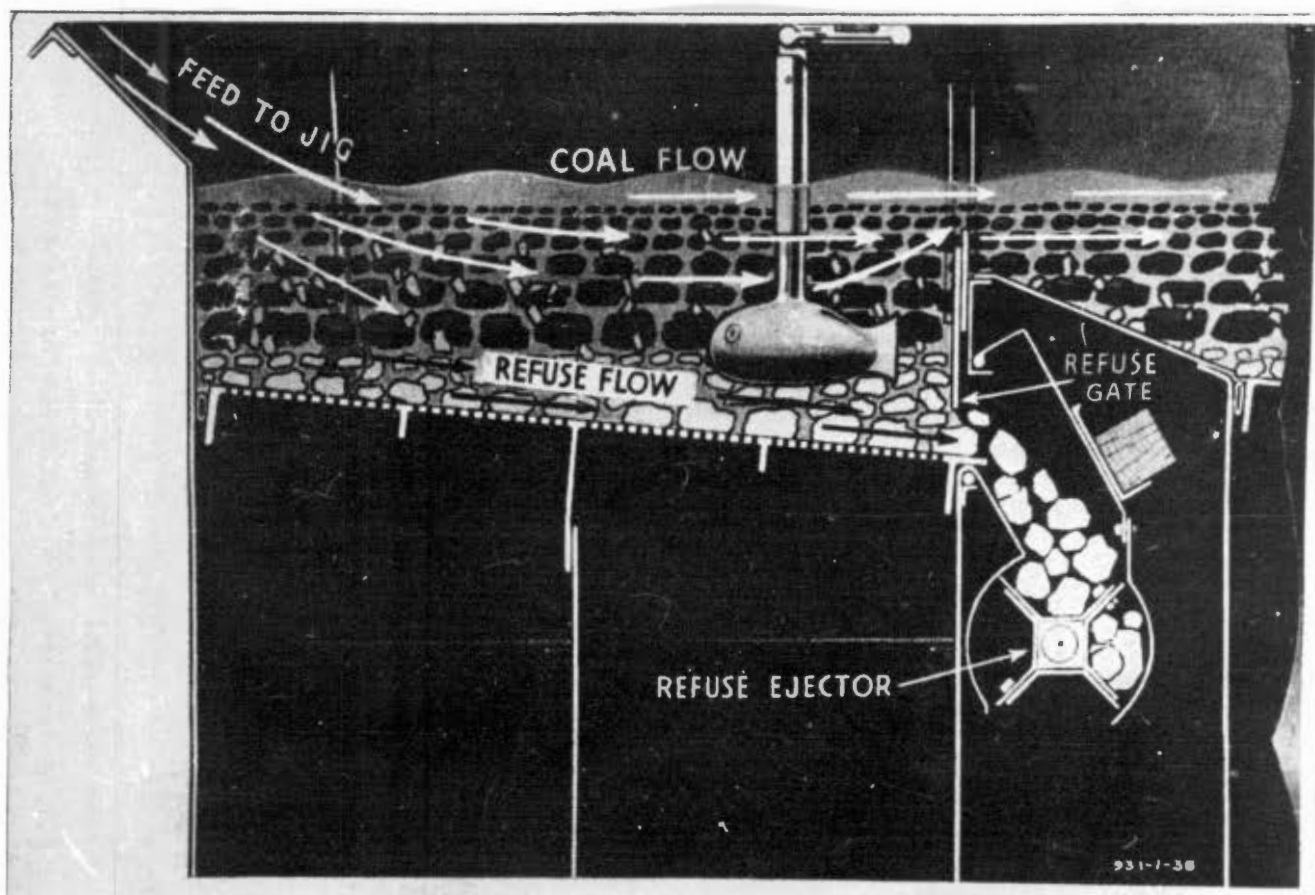 FEED TO JIG
COAL FLOW
REFUSE FLOW
REFUSE
GATE
REFUSE EJECTOR
931-1-38